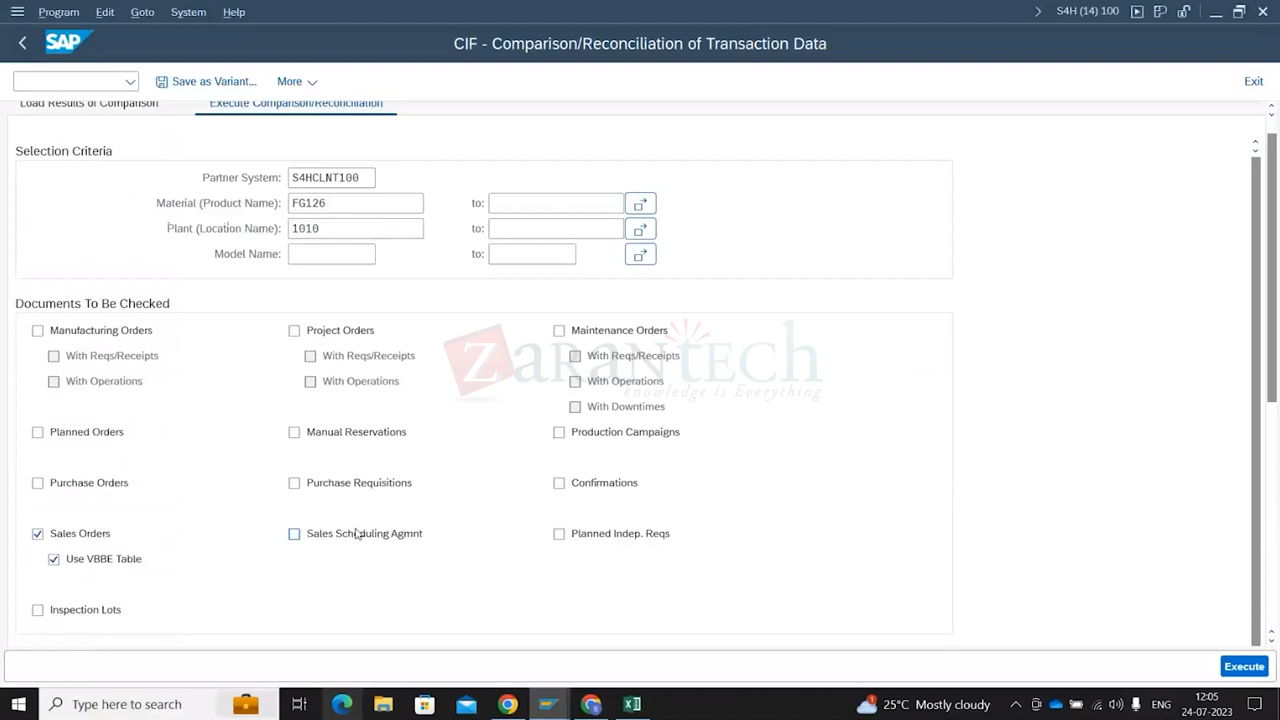 Program Edit Goto System Help S4H (14) 100
SAP CIF - Comparison/Reconciliation of Transaction Data
Save as Variant... More Exit
Load Results of Comparison Execute Comparison/Reconciliation
Selection Criteria
Partner System: S4HCLNT100
Material (Product Name): FG126 to:
Plant (Location Name): 1010 to:
Model Name: to:
Documents To Be Checked
Manufacturing Orders Project Orders Maintenance Orders
With Reqs/Receipts With Reqs/Receipts With Reqs/Receipts
With Operations With Operations With Operations
With Downtimes
ZaranTech
knowledge is Everything
Planned Orders Manual Reservations Production Campaigns
Purchase Orders Purchase Requisitions Confirmations
Sales Orders Sales Scheduling Agmnt Planned Indep. Reqs
Use VBBE Table
Inspection Lots
Execute
Type here to search 25°C Mostly cloudy ENG 12:05
24-07-2023